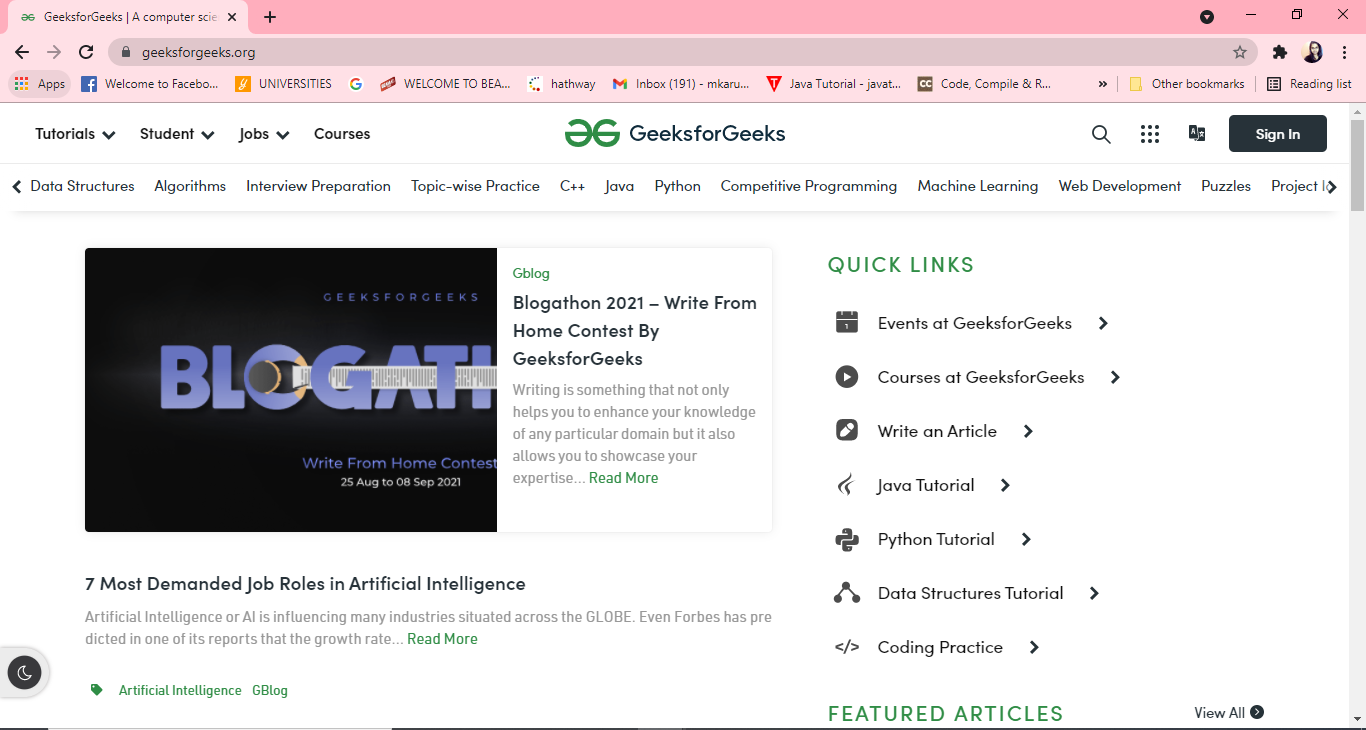 GeeksforGeeks | A computer scie
geeksforgeeks.org
Apps Welcome to Facebo... UNIVERSITIES WELCOME TO BEA... hathway Inbox (191) - mkaru... Java Tutorial - javat... Code, Compile & R... » Other bookmarks Reading list
Tutorials Student Jobs Courses GeeksforGeeks Sign In
Data Structures Algorithms Interview Preparation Topic-wise Practice C++ Java Python Competitive Programming Machine Learning Web Development Puzzles Project
GEEKSFORGEEKS
BLOGATH
Write From Home Contest
25 Aug to 08 Sep 2021
Gblog
Blogathon 2021 – Write From
Home Contest By
GeeksforGeeks
Writing is something that not only
helps you to enhance your knowledge
of any particular domain but it also
allows you to showcase your
expertise... Read More
7 Most Demanded Job Roles in Artificial Intelligence
Artificial Intelligence or AI is influencing many industries situated across the GLOBE. Even Forbes has pre
dicted in one of its reports that the growth rate... Read More
Artificial Intelligence GBlog
QUICK LINKS
Events at GeeksforGeeks
Courses at GeeksforGeeks
Write an Article
Java Tutorial
Python Tutorial
Data Structures Tutorial
</> Coding Practice
FEATURED ARTICLES View All